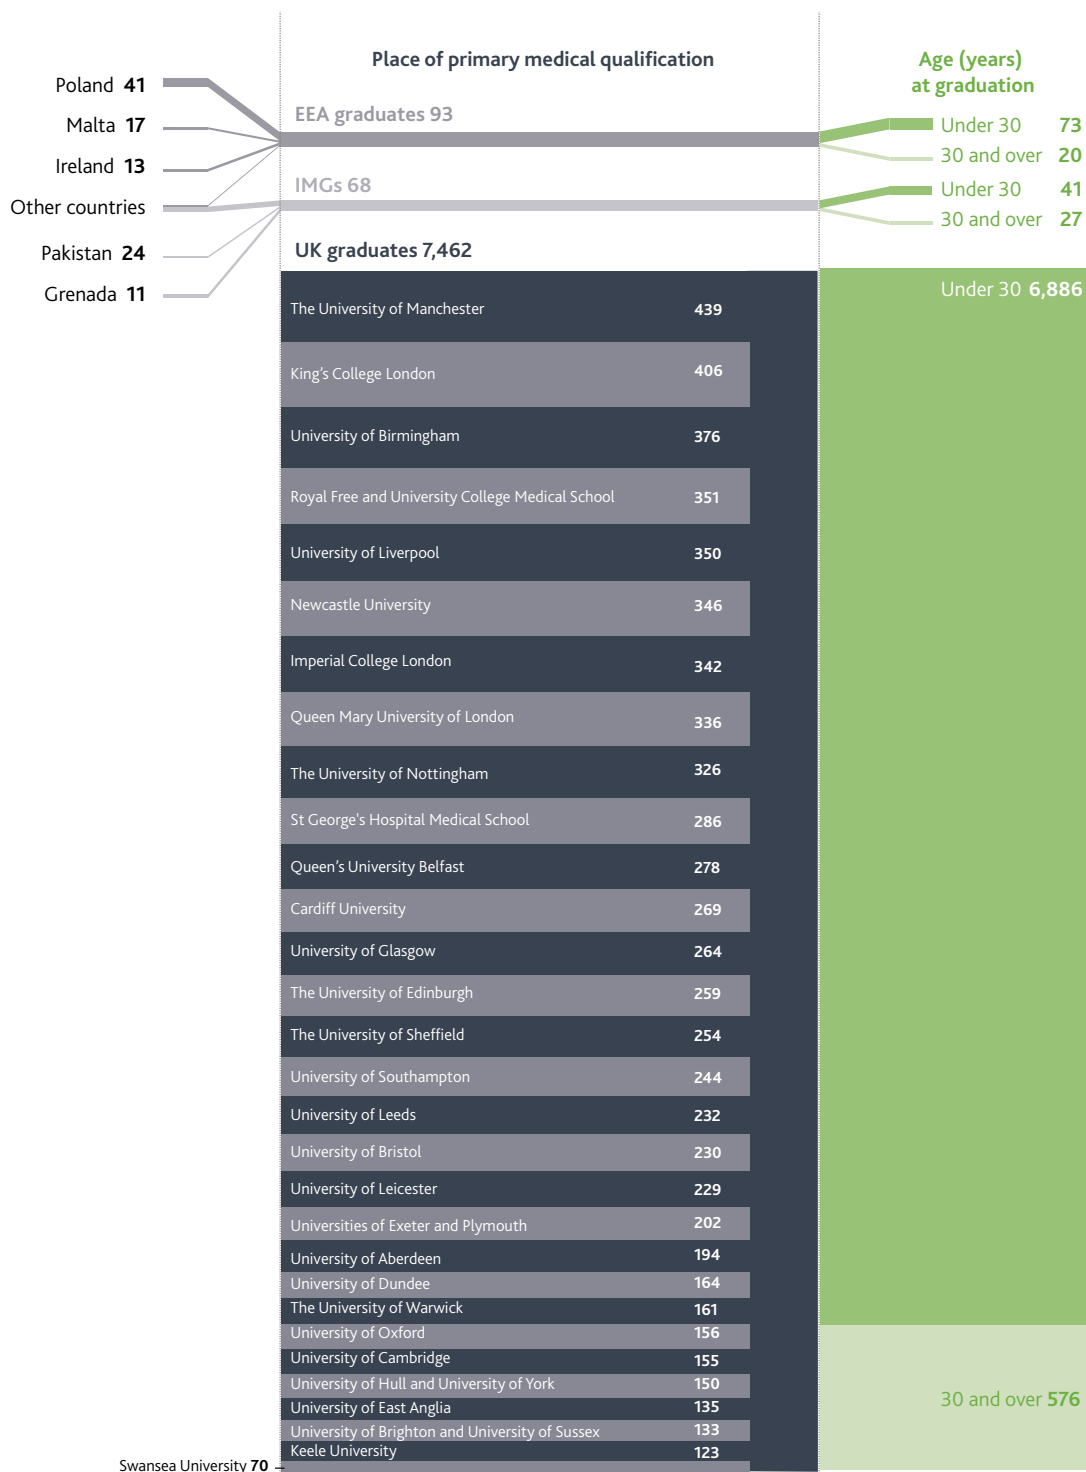 Place of primary medical qualification
Age (years)
at graduation
Poland 41
Malta 17
Ireland 13
Other countries
Pakistan 24
Grenada 11
EEA graduates 93
IMGs 68
UK graduates 7,462
Under 30 73
30 and over 20
Under 30 41
30 and over 27
Under 30 6,886
The University of Manchester 439
King's College London 406
University of Birmingham 376
Royal Free and University College Medical School 351
University of Liverpool 350
Newcastle University 346
Imperial College London 342
Queen Mary University of London 336
The University of Nottingham 326
St George's Hospital Medical School 286
Queen's University Belfast 278
Cardiff University 269
University of Glasgow 264
The University of Edinburgh 259
The University of Sheffield 254
University of Southampton 244
University of Leeds 232
University of Bristol 230
University of Leicester 229
Universities of Exeter and Plymouth 202
University of Aberdeen 194
University of Dundee 164
The University of Warwick 161
University of Oxford 156
University of Cambridge 155
University of Hull and University of York 150
University of East Anglia 135
University of Brighton and University of Sussex 133
Keele University 123
Swansea University 70
30 and over 576